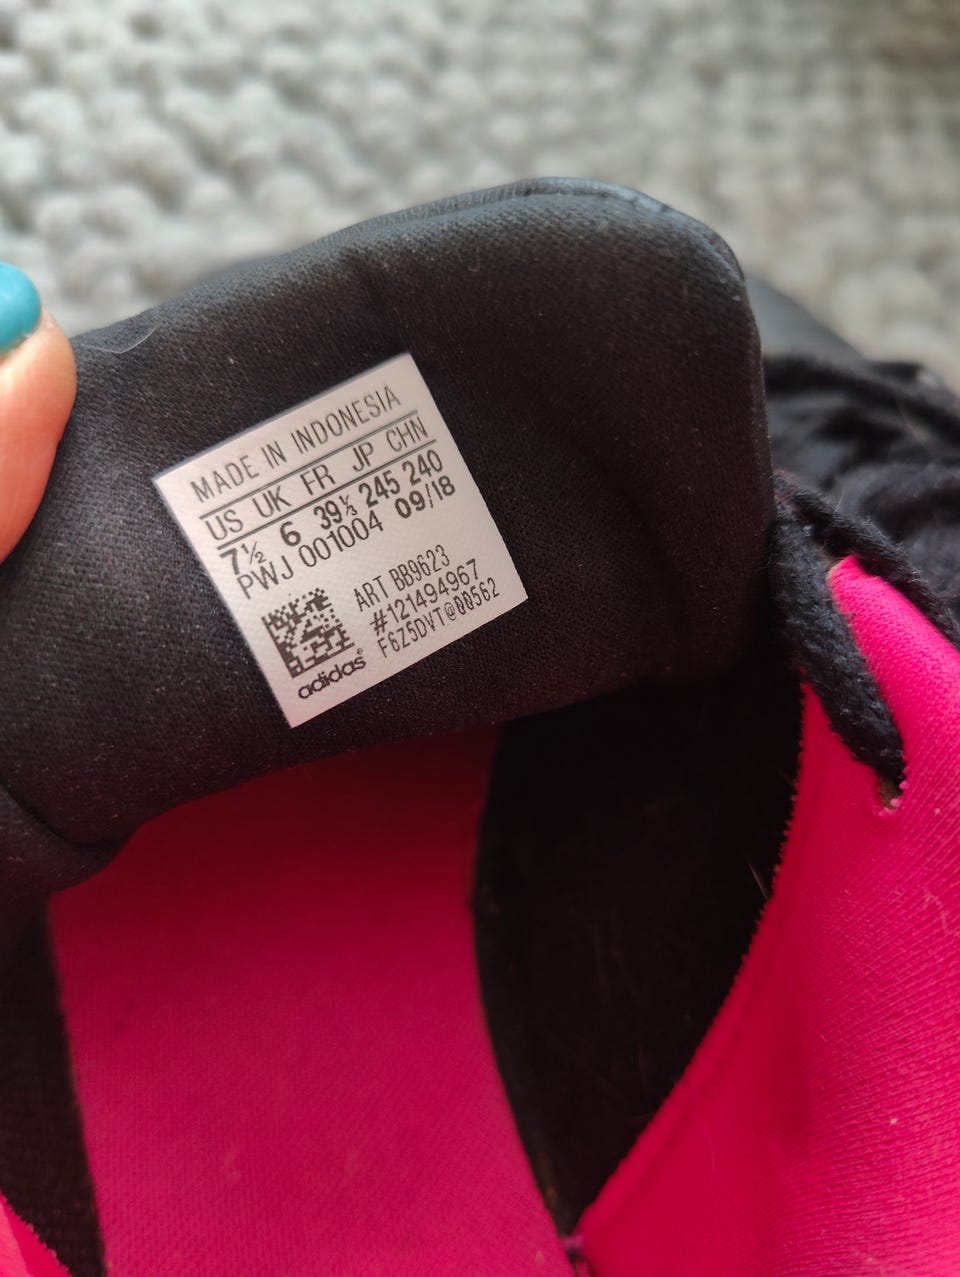 MADE IN INDONESIA
US UK FR JP CHN
7½ 6 39⅓ 245 240
PWJ 001004 09/18
ART BB9623
#121494967
F6Z5DVT@00562
adidas®